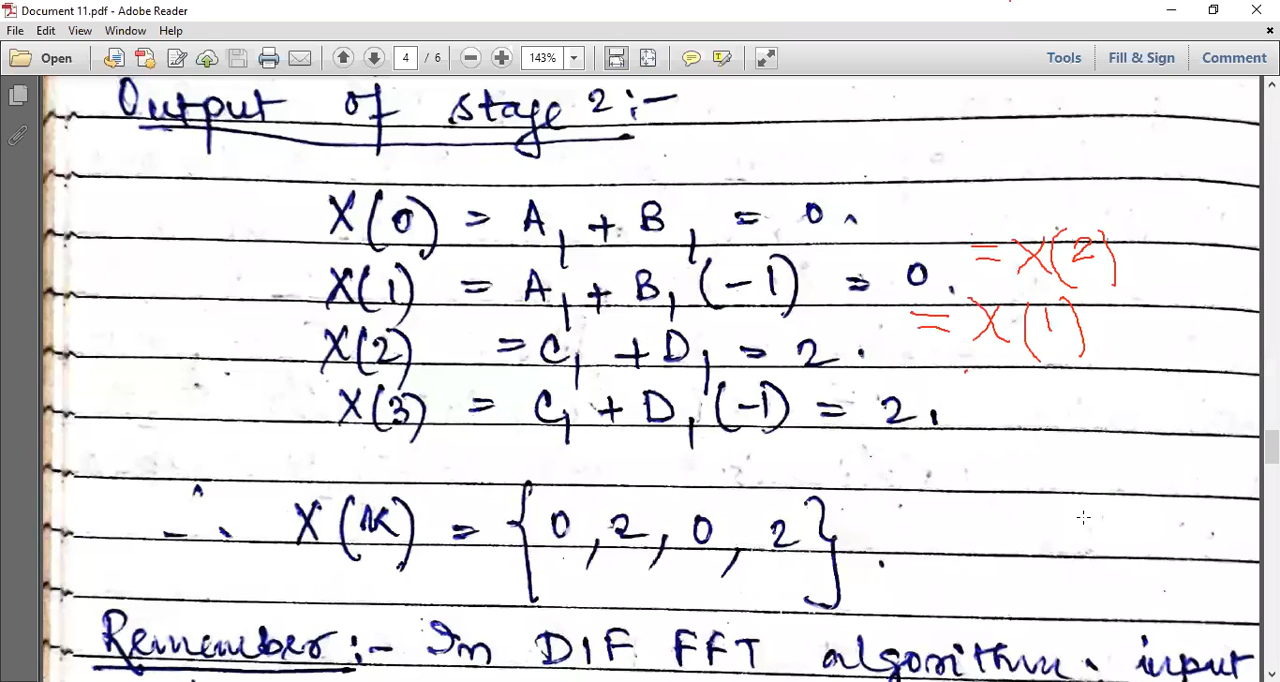 Document 11.pdf - Adobe Reader
File Edit View Window Help
Open 4 / 6 143% Tools Fill & Sign Comment
Output of stage 2:-
X(0) = A1 + B1 = 0.
X(1) = A1 + B1 (-1) = 0. = X(2)
X(2) = C1 + D1 = 2. = X(1)
X(3) = C1 + D1 (-1) = 2.
∴ X(K) = {0, 2, 0, 2}.
Remember:- In DIF FFT algorithm, input